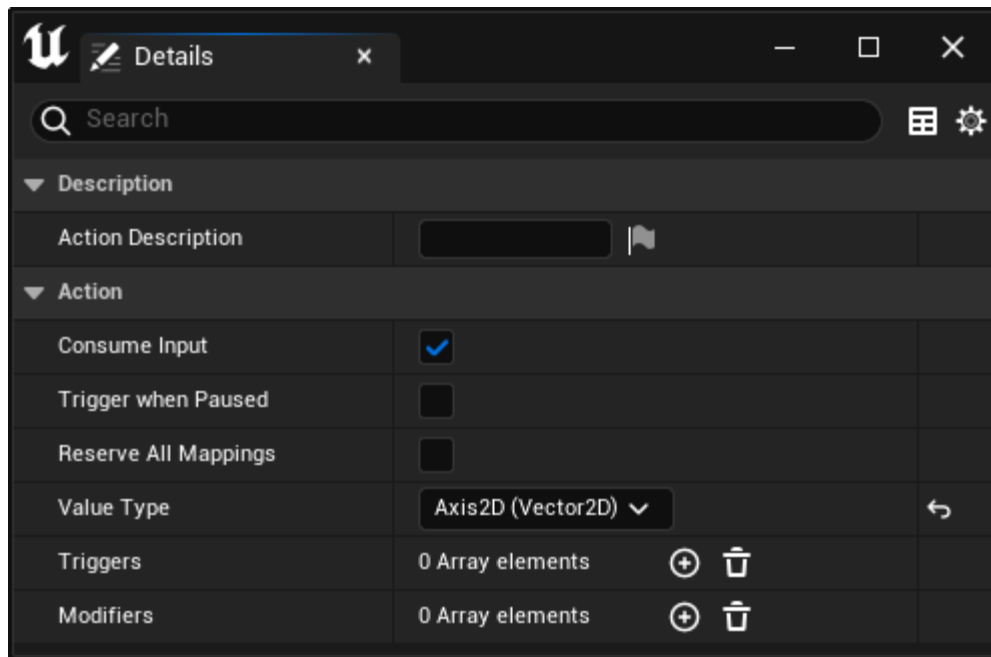 Details
Search
Description
Action Description
Action
Consume Input
Trigger when Paused
Reserve All Mappings
Value Type Axis2D (Vector2D)
Triggers 0 Array elements
Modifiers 0 Array elements